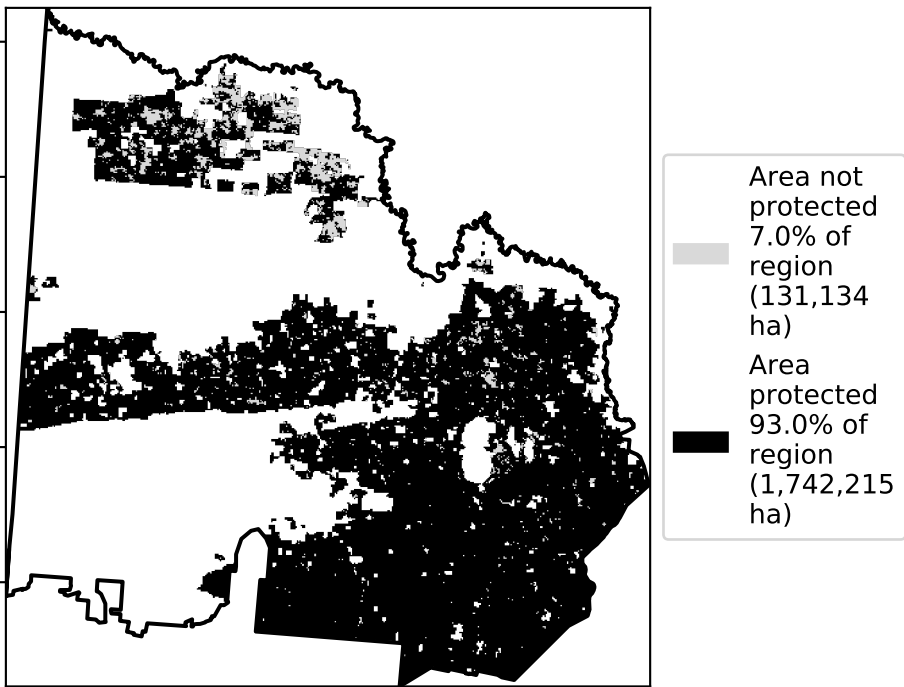 Area not
protected
7.0% of
region
(131,134
ha)
Area
protected
93.0% of
region
(1,742,215
ha)